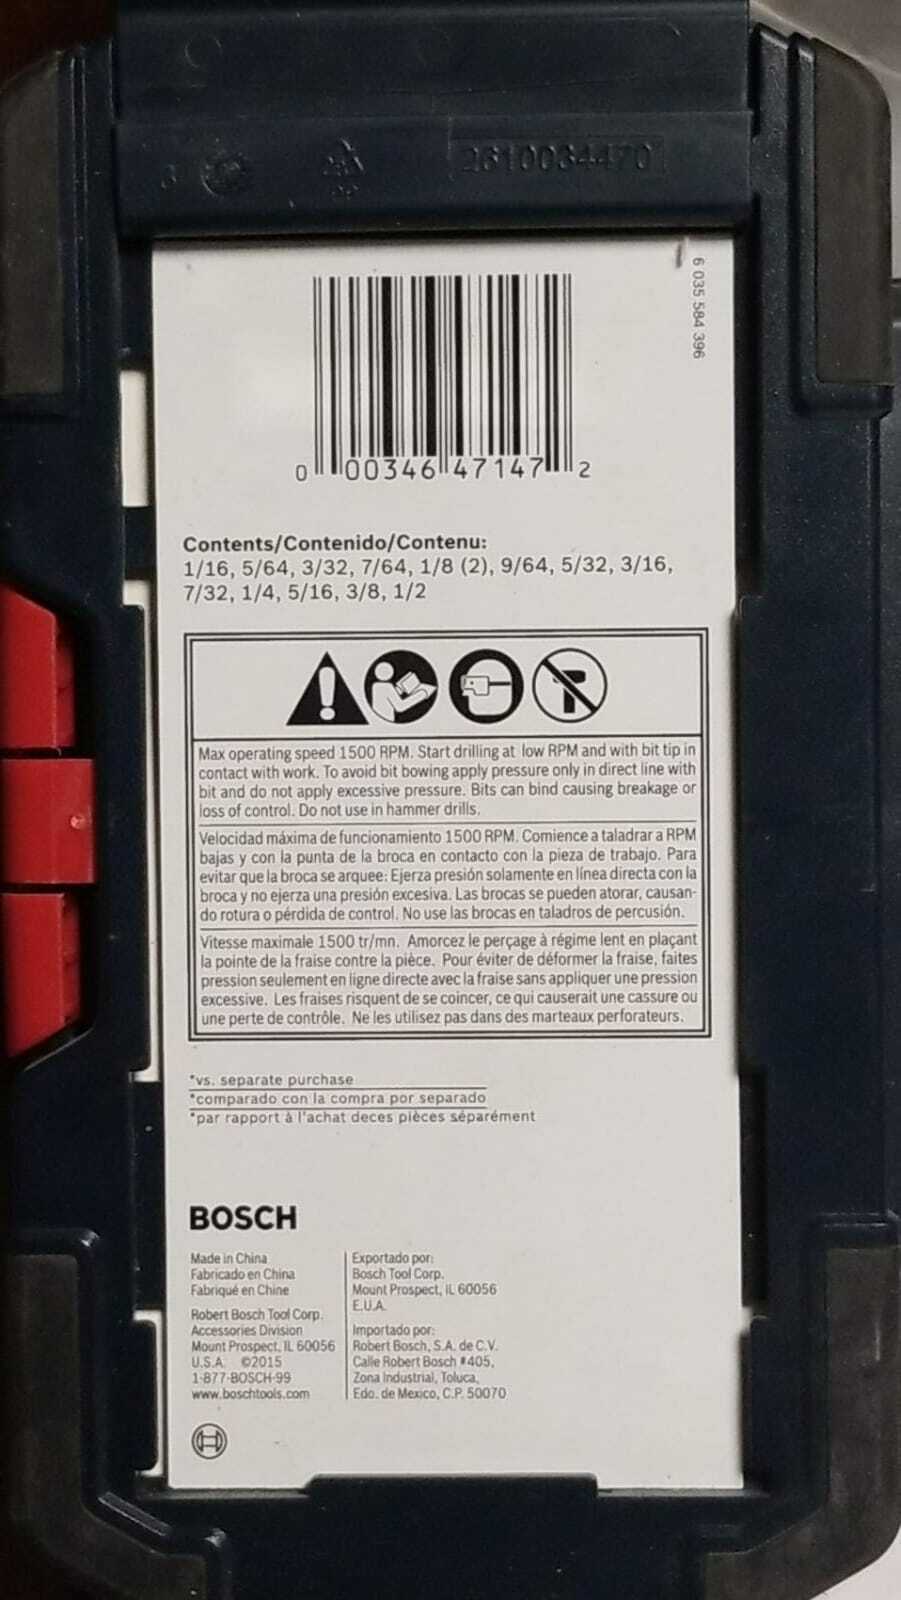 2610034470
6 035 584 396
0 00346 47147 2
Contents/Contenido/Contenu:
1/16, 5/64, 3/32, 7/64, 1/8 (2), 9/64, 5/32, 3/16,
7/32, 1/4, 5/16, 3/8, 1/2
Max operating speed 1500 RPM. Start drilling at low RPM and with bit tip in
contact with work. To avoid bit bowing apply pressure only in direct line with
bit and do not apply excessive pressure. Bits can bind causing breakage or
loss of control. Do not use in hammer drills.
Velocidad máxima de funcionamiento 1500 RPM. Comience a taladrar a RPM
bajas y con la punta de la broca en contacto con la pieza de trabajo. Para
evitar que la broca se arquee: Ejerza presión solamente en línea directa con la
broca y no ejerza una presión excesiva. Las brocas se pueden atorar, causan-
do rotura o pérdida de control. No use las brocas en taladros de percusión.
Vitesse maximale 1500 tr/mn. Amorcez le perçage à régime lent en plaçant
la pointe de la fraise contre la pièce. Pour éviter de déformer la fraise, faites
pression seulement en ligne directe avec la fraise sans appliquer une pression
excessive. Les fraises risquent de se coincer, ce qui causerait une cassure ou
une perte de contrôle. Ne les utilisez pas dans des marteaux perforateurs.
*vs. separate purchase
*comparado con la compra por separado
*par rapport à l'achat deces pièces séparément
BOSCH
Made in China
Fabricado en China
Fabriqué en Chine
Robert Bosch Tool Corp.
Accessories Division
Mount Prospect, IL 60056
U.S.A. ©2015
1-877-BOSCH-99
www.boschtools.com
Exportado por:
Bosch Tool Corp.
Mount Prospect, IL 60056
E.U.A.
Importado por:
Robert Bosch, S.A. de C.V.
Calle Robert Bosch #405,
Zona Industrial, Toluca,
Edo. de Mexico, C.P. 50070